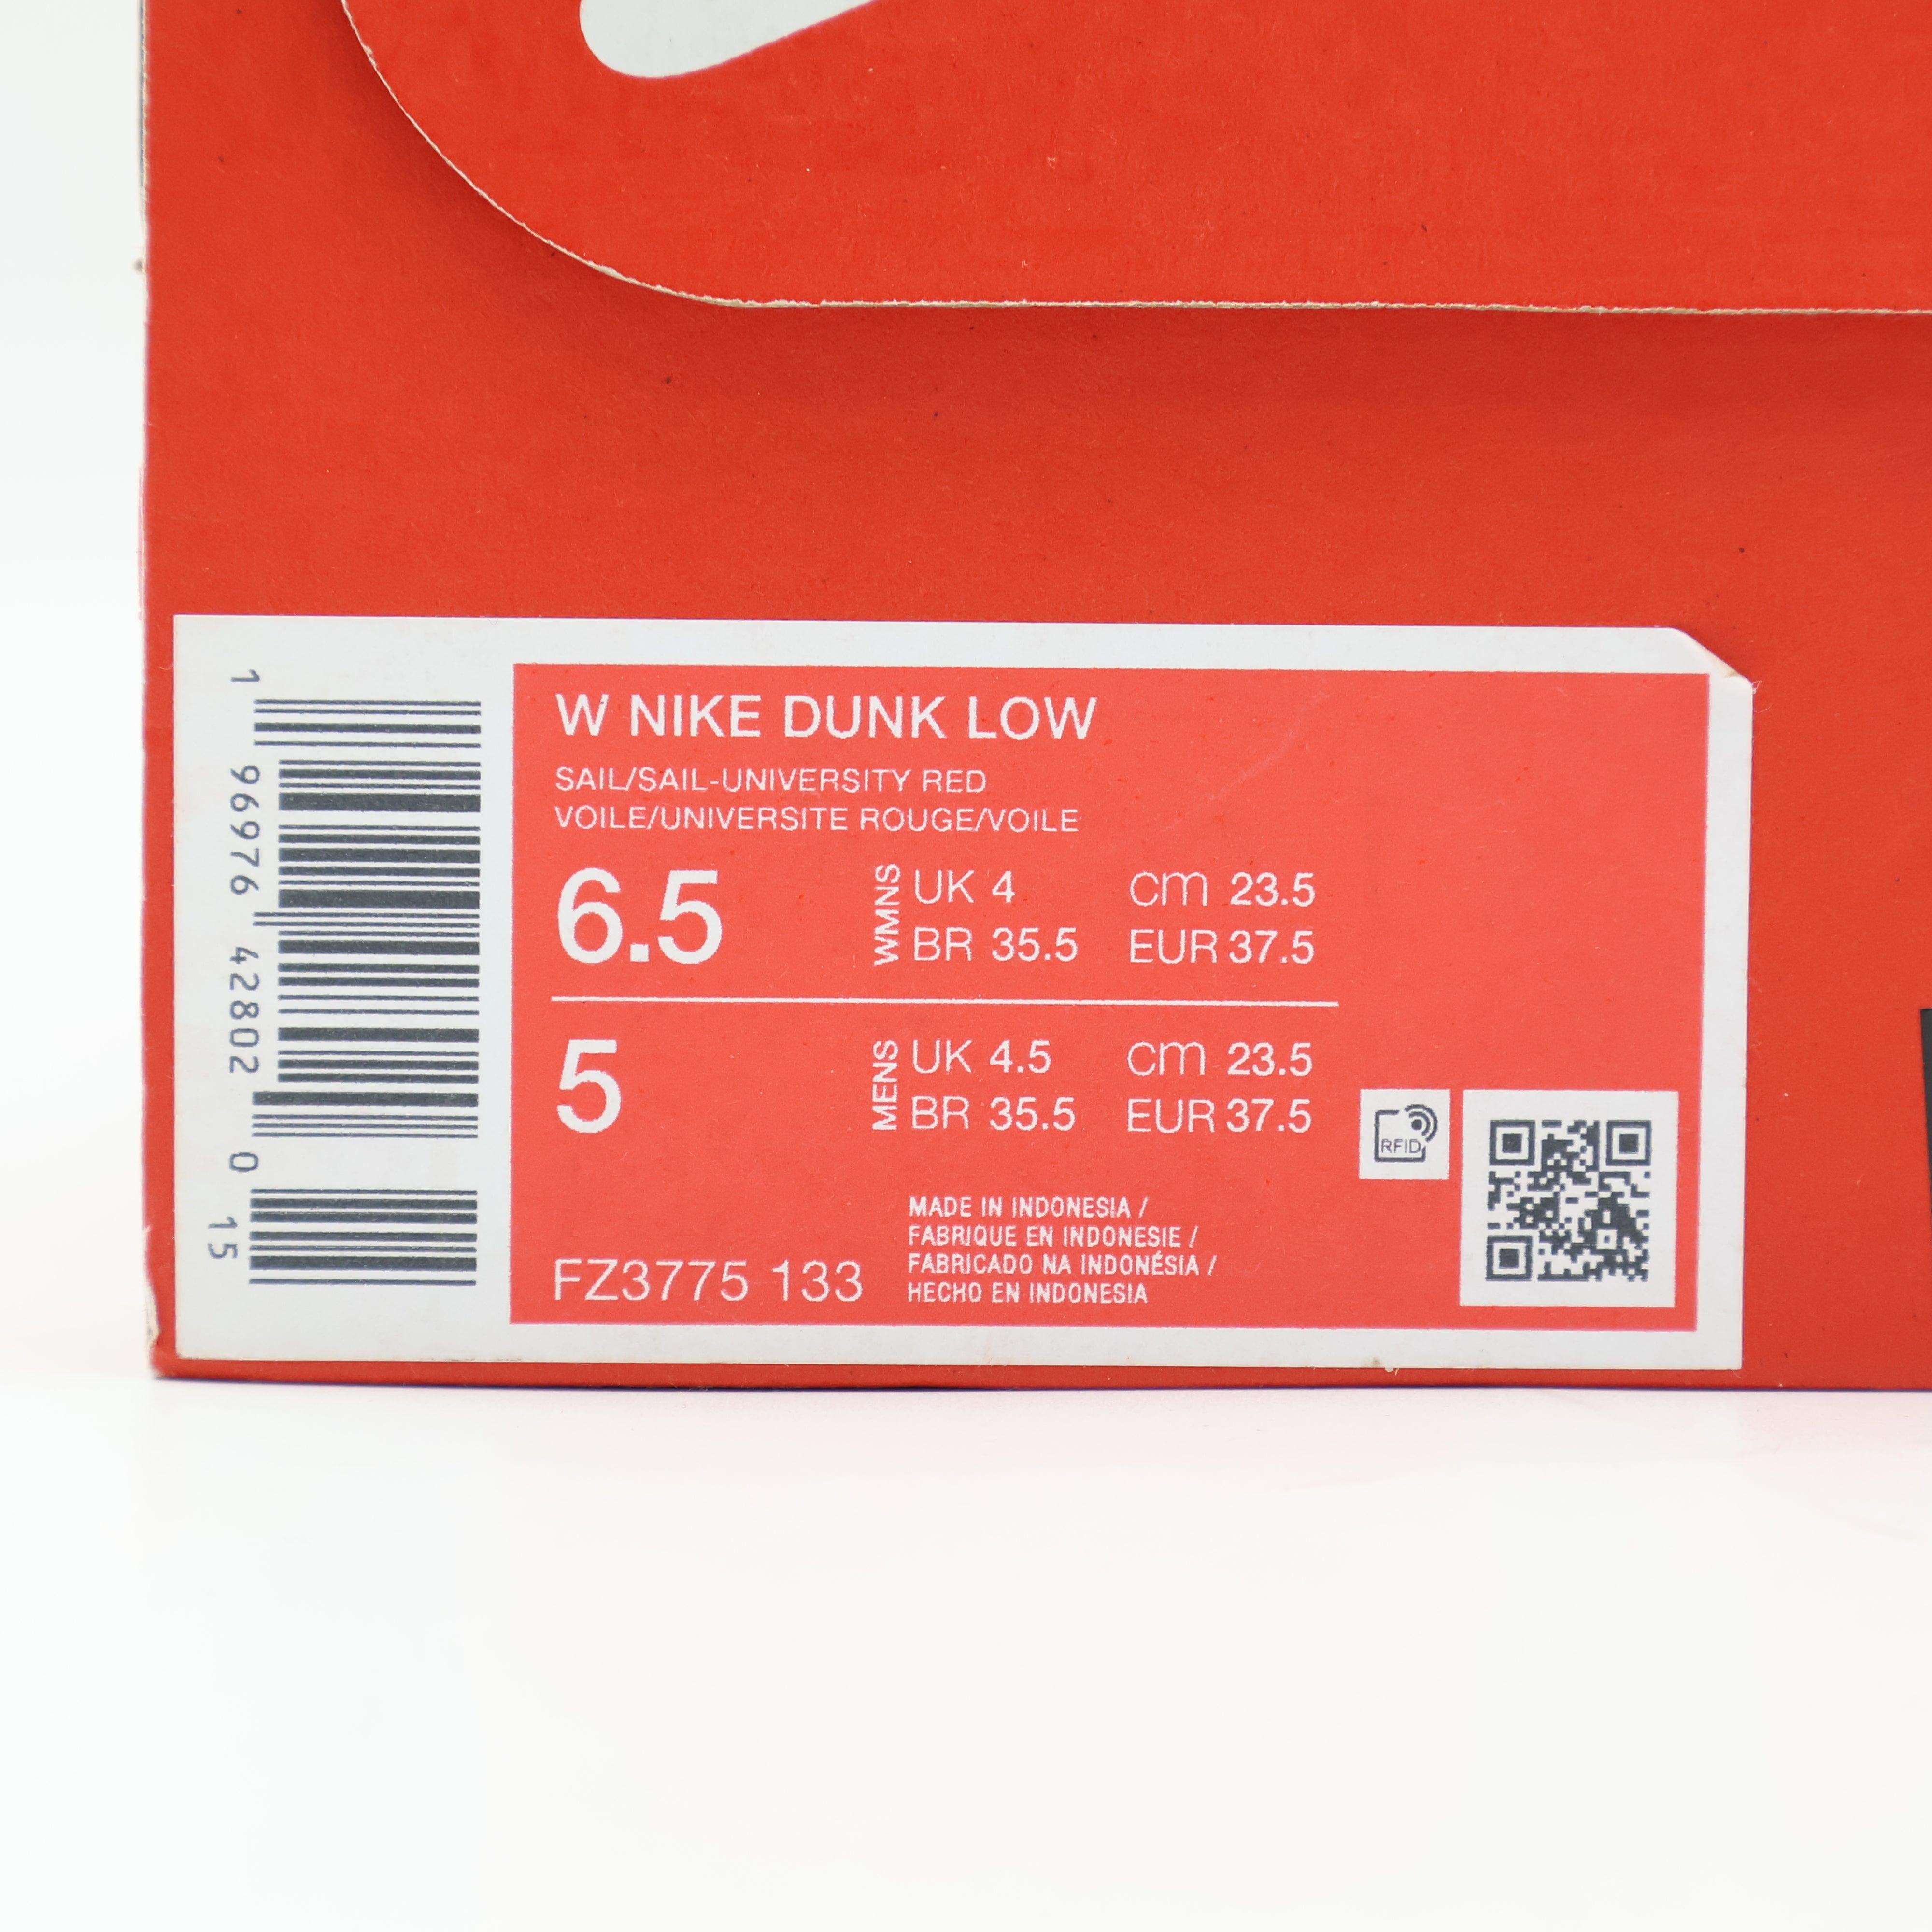 W NIKE DUNK LOW
SAIL/SAIL-UNIVERSITY RED
VOILE/UNIVERSITE ROUGE/VOILE
6.5
WMNS
UK 4
cm 23.5
BR 35.5
EUR 37.5
5
MENS
UK 4.5
cm 23.5
BR 35.5
EUR 37.5
RFID
FZ3775 133
MADE IN INDONESIA /
FABRIQUE EN INDONESIE /
FABRICADO NA INDONÉSIA /
HECHO EN INDONESIA
1 96976 42802 0
15